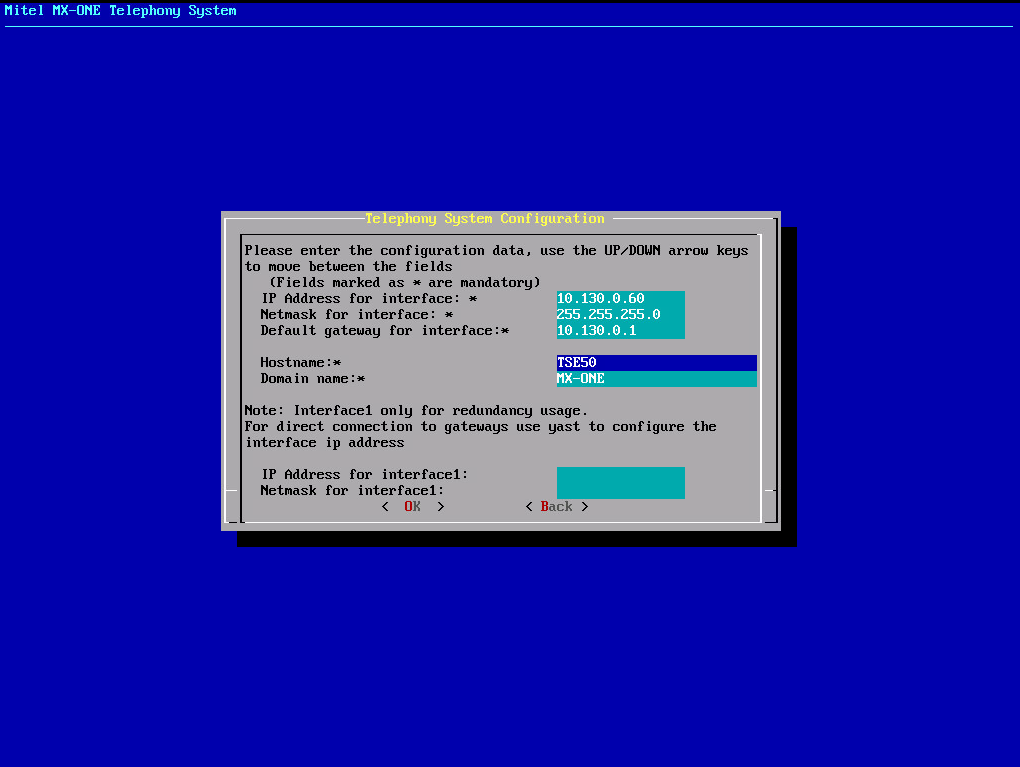 Mitel MX-ONE Telephony System
Telephony System Configuration
Please enter the configuration data, use the UP/DOWN arrow keys
to move between the fields
(Fields marked as * are mandatory)
IP Address for interface: * 10.130.0.60
Netmask for interface: * 255.255.255.0
Default gateway for interface:* 10.130.0.1
Hostname:* TSE50
Domain name:* MX-ONE
Note: Interface1 only for redundancy usage.
For direct connection to gateways use yast to configure the
interface ip address
IP Address for interface1:
Netmask for interface1:
< OK > < Back >